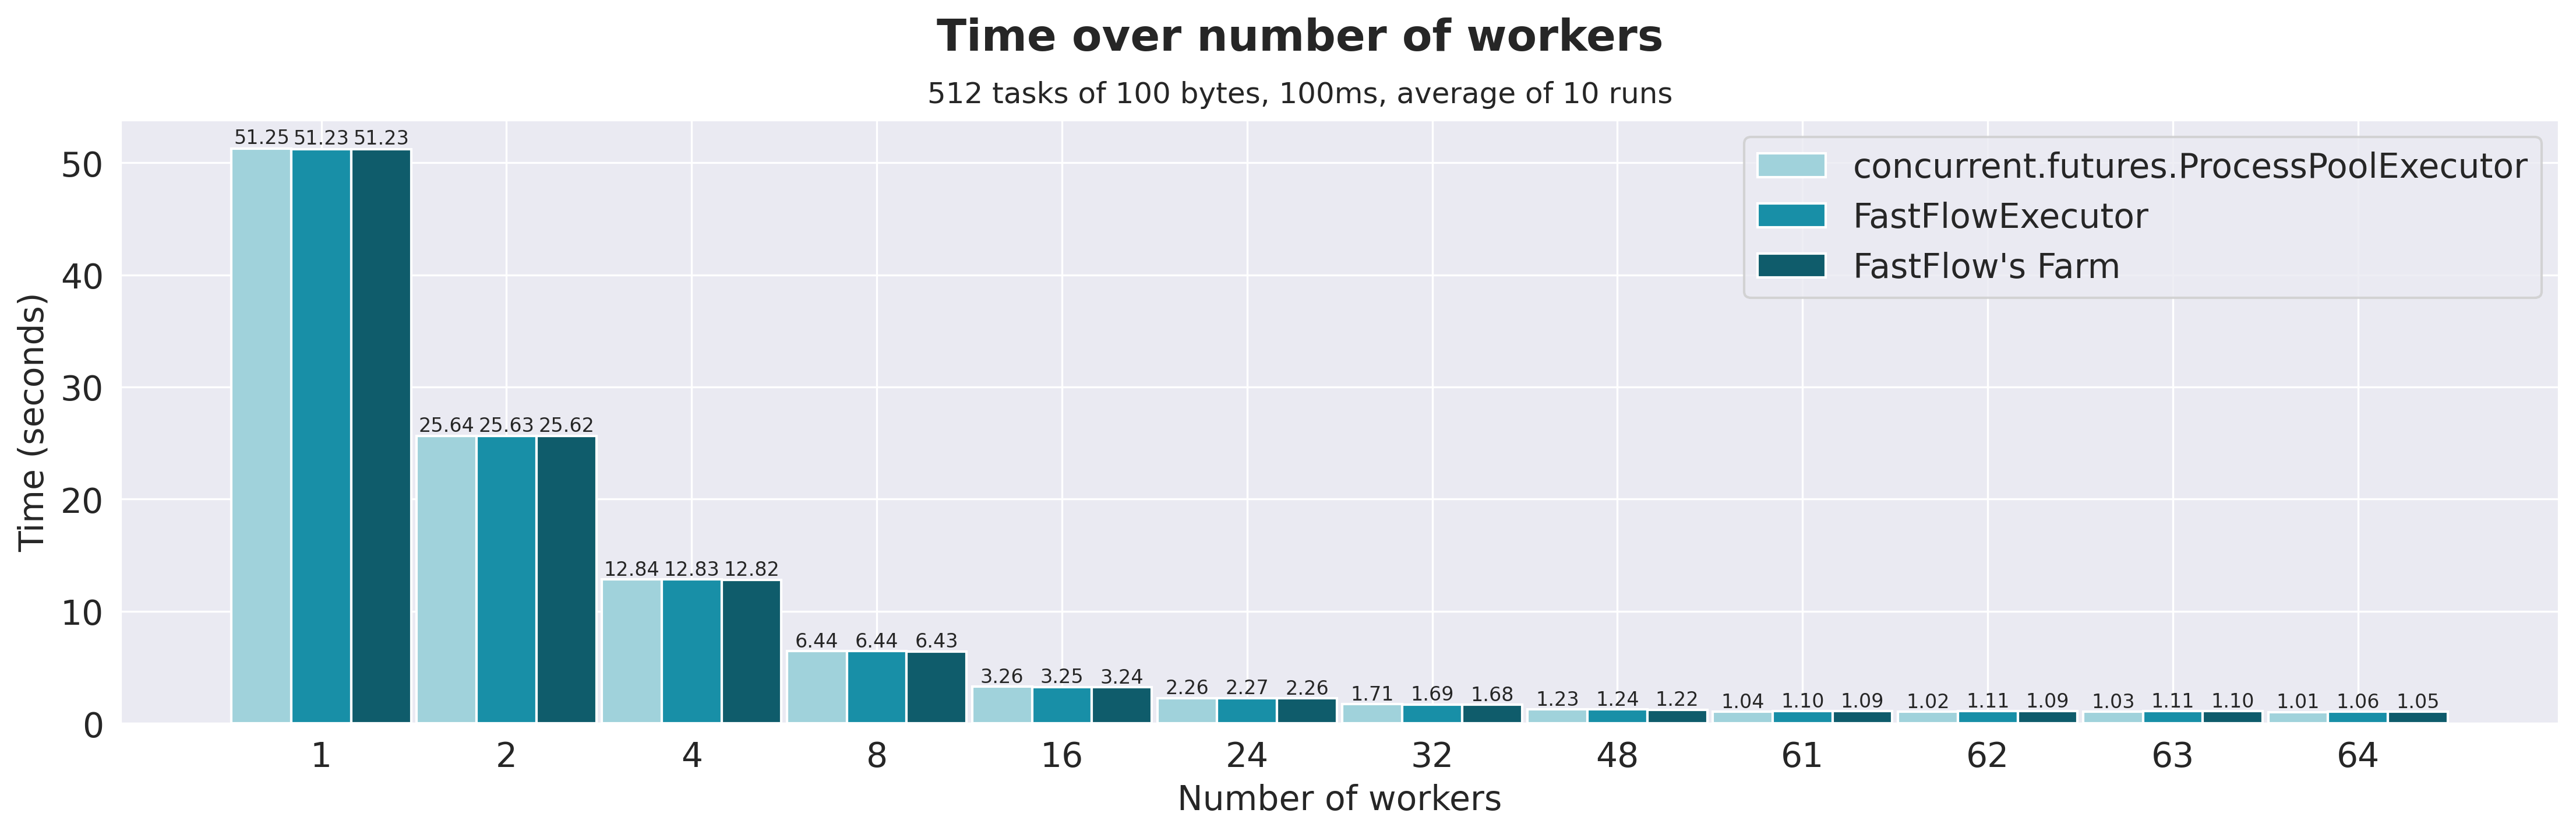 Time over number of workers
512 tasks of 100 bytes, 100ms, average of 10 runs
concurrent.futures.ProcessPoolExecutor
FastFlowExecutor
FastFlow's Farm
Time (seconds)
50
40
30
20
10
0
51.25 51.23 51.23
25.64 25.63 25.62
12.84 12.83 12.82
6.44 6.44 6.43
3.26 3.25 3.24
2.26 2.27 2.26
1.71 1.69 1.68
1.23 1.24 1.22
1.04 1.10 1.09
1.02 1.11 1.09
1.03 1.11 1.10
1.01 1.06 1.05
1 2 4 8 16 24 32 48 61 62 63 64
Number of workers